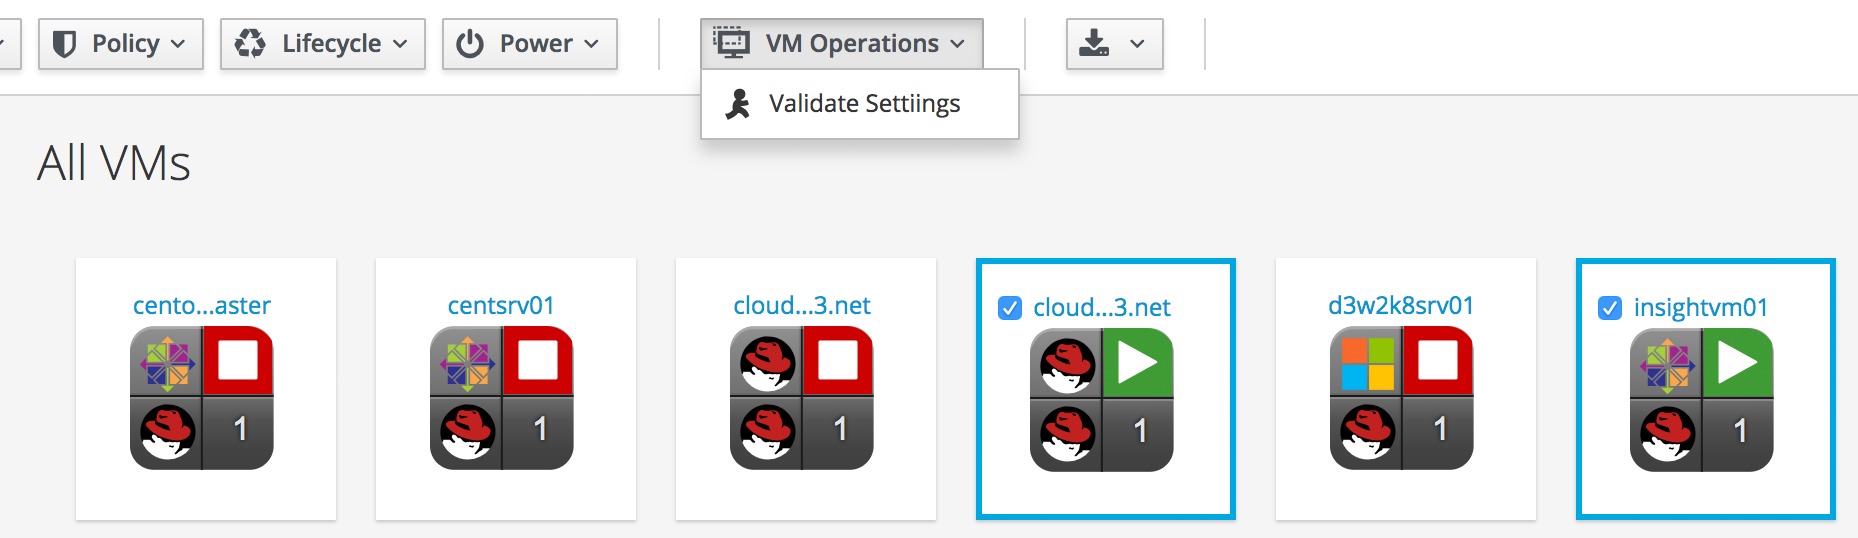 Policy Lifecycle Power VM Operations
Validate Settiings
All VMs
cento...aster centsrv01 cloud...3.net cloud...3.net d3w2k8srv01 insightvm01
1 1 1 1 1 1